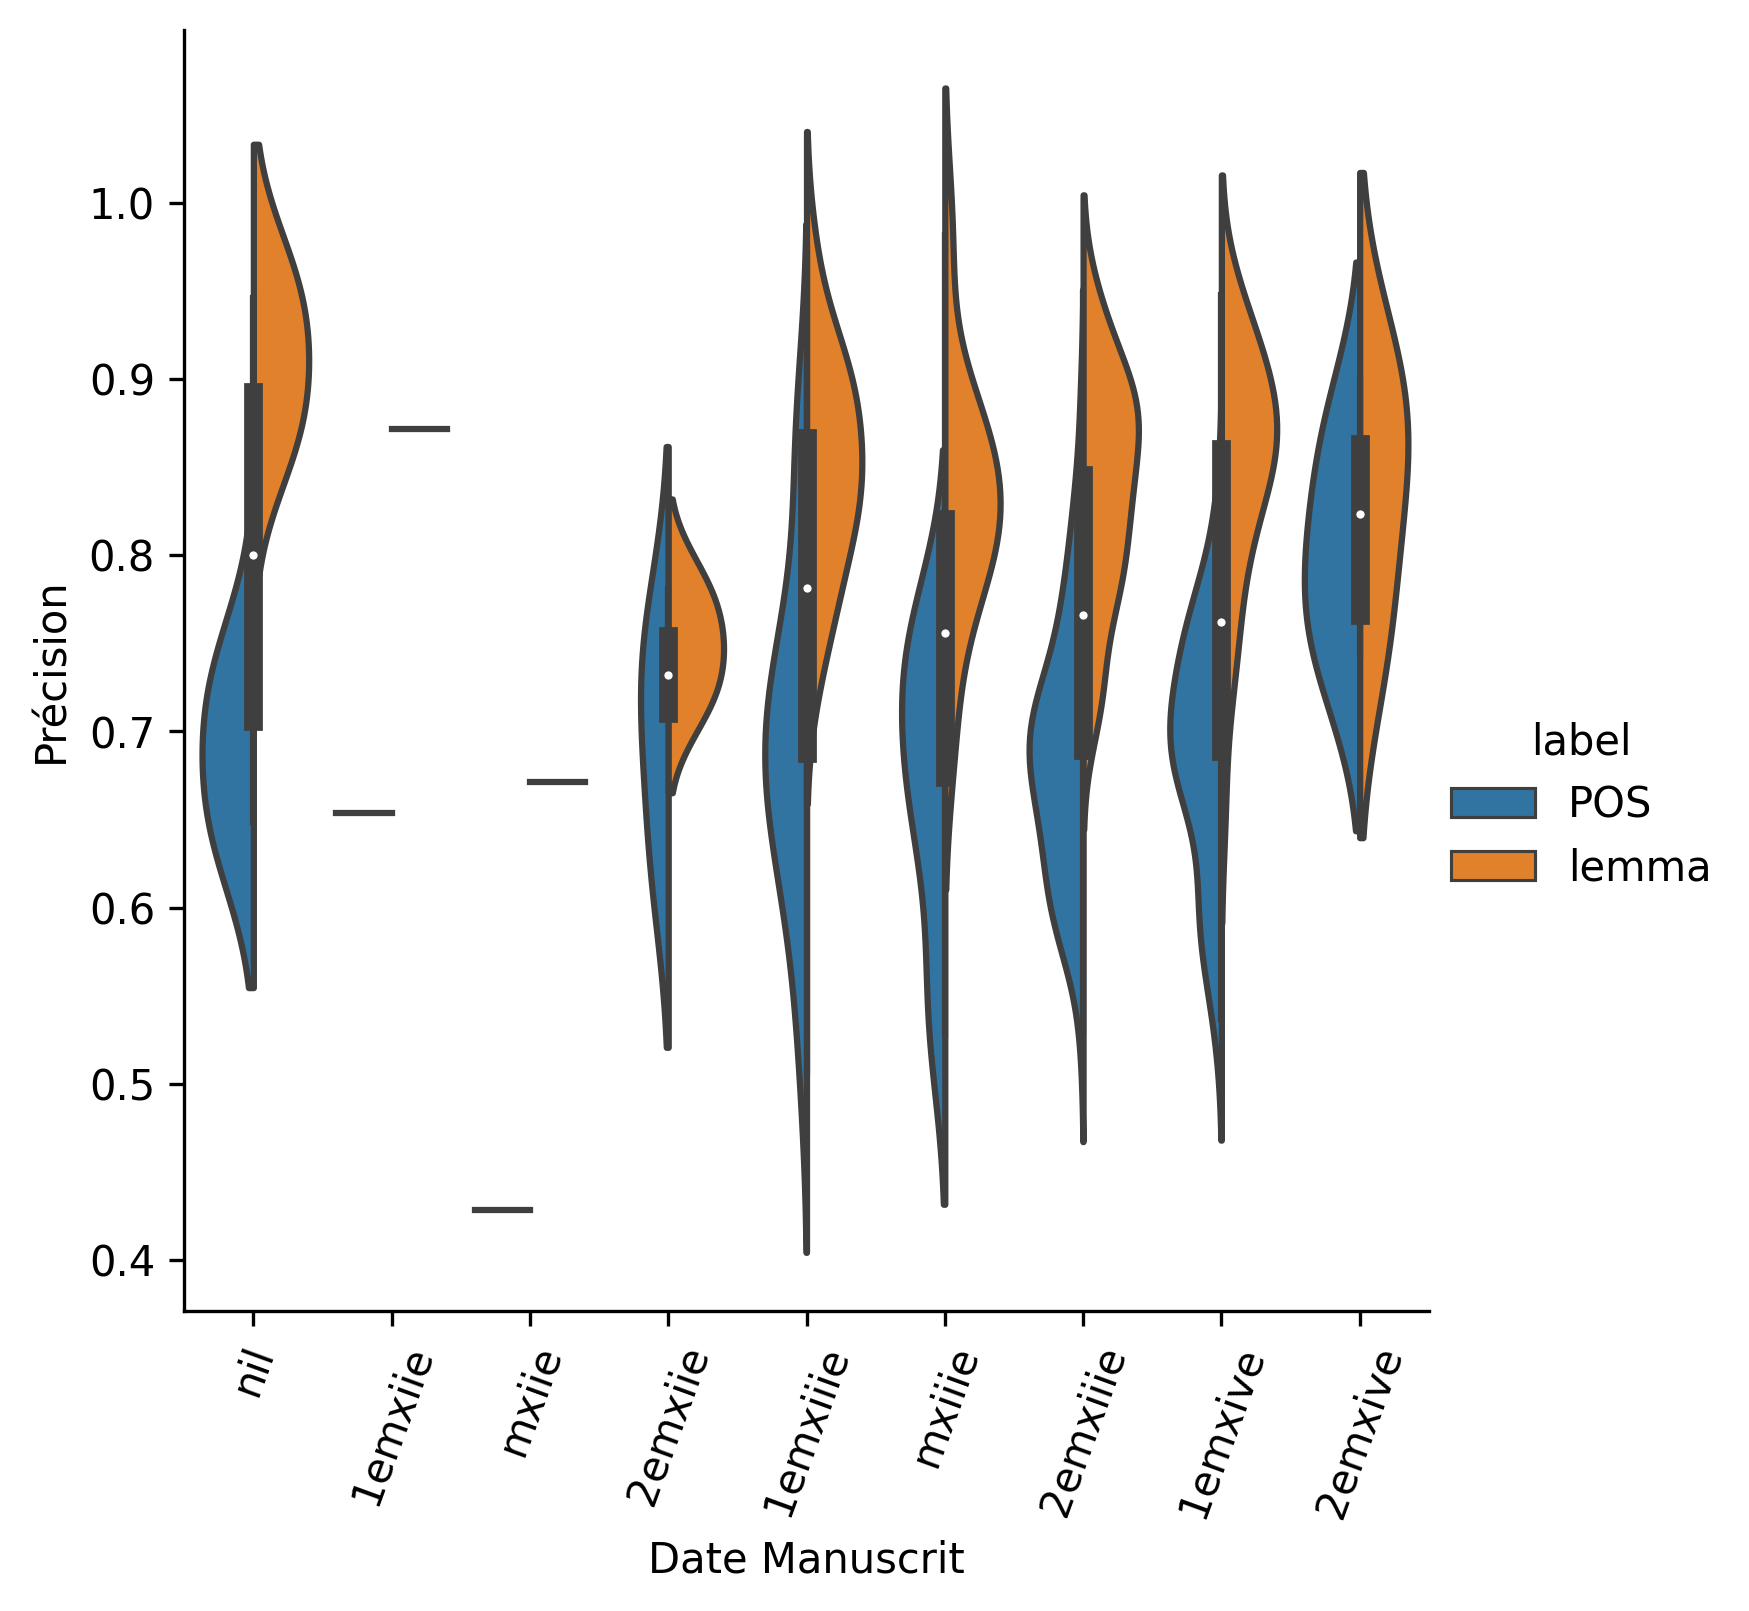 Précision
1.0
0.9
0.8
0.7
0.6
0.5
0.4
nil
1emxiie
mxiie
2emxiie
1emxiiie
mxiiie
2emxiiie
1emxive
2emxive
Date Manuscrit
label
POS
lemma